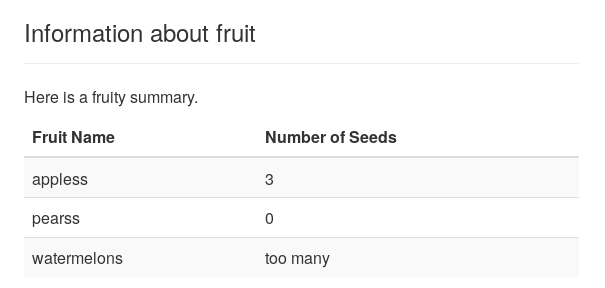 Information about fruit
Here is a fruity summary.
Fruit Name Number of Seeds
appless 3
pearss 0
watermelons too many